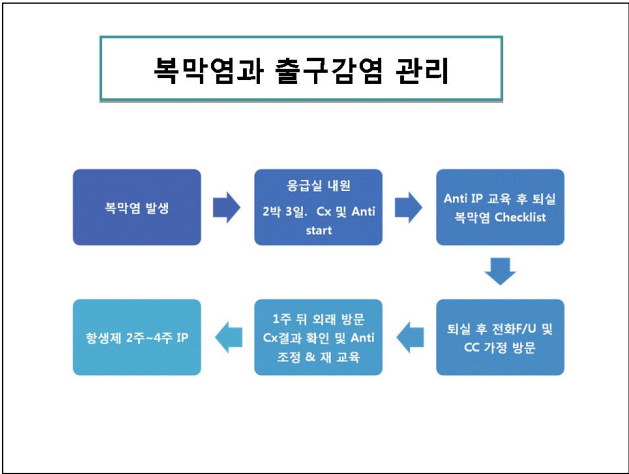 복막염과 출구감염 관리
복막염 발생
응급실 내원
2박 3일. Cx 및 Anti
start
Anti IP 교육 후 퇴실
복막염 Checklist
퇴실 후 전화F/U 및
CC 가정 방문
1주 뒤 외래 방문
Cx결과 확인 및 Anti
조정 & 재 교육
항생제 2주~4주 IP